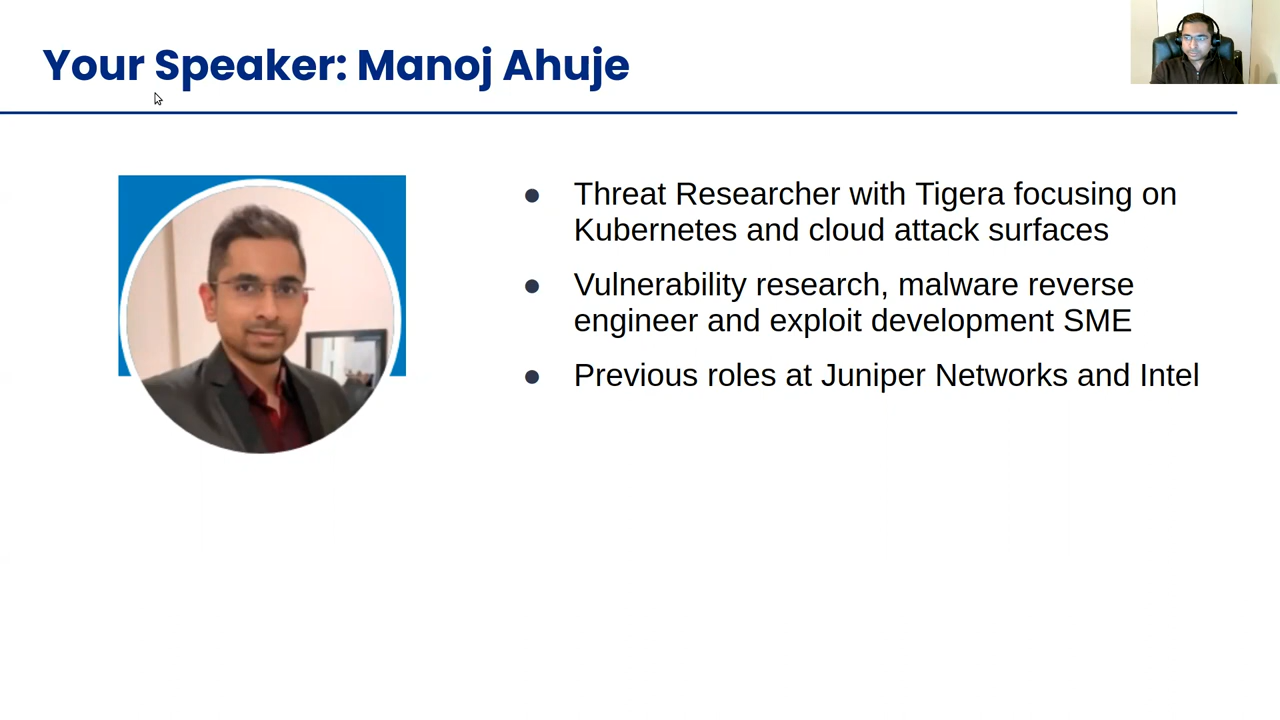 Your Speaker: Manoj Ahuje
● Threat Researcher with Tigera focusing on
Kubernetes and cloud attack surfaces
● Vulnerability research, malware reverse
engineer and exploit development SME
● Previous roles at Juniper Networks and Intel